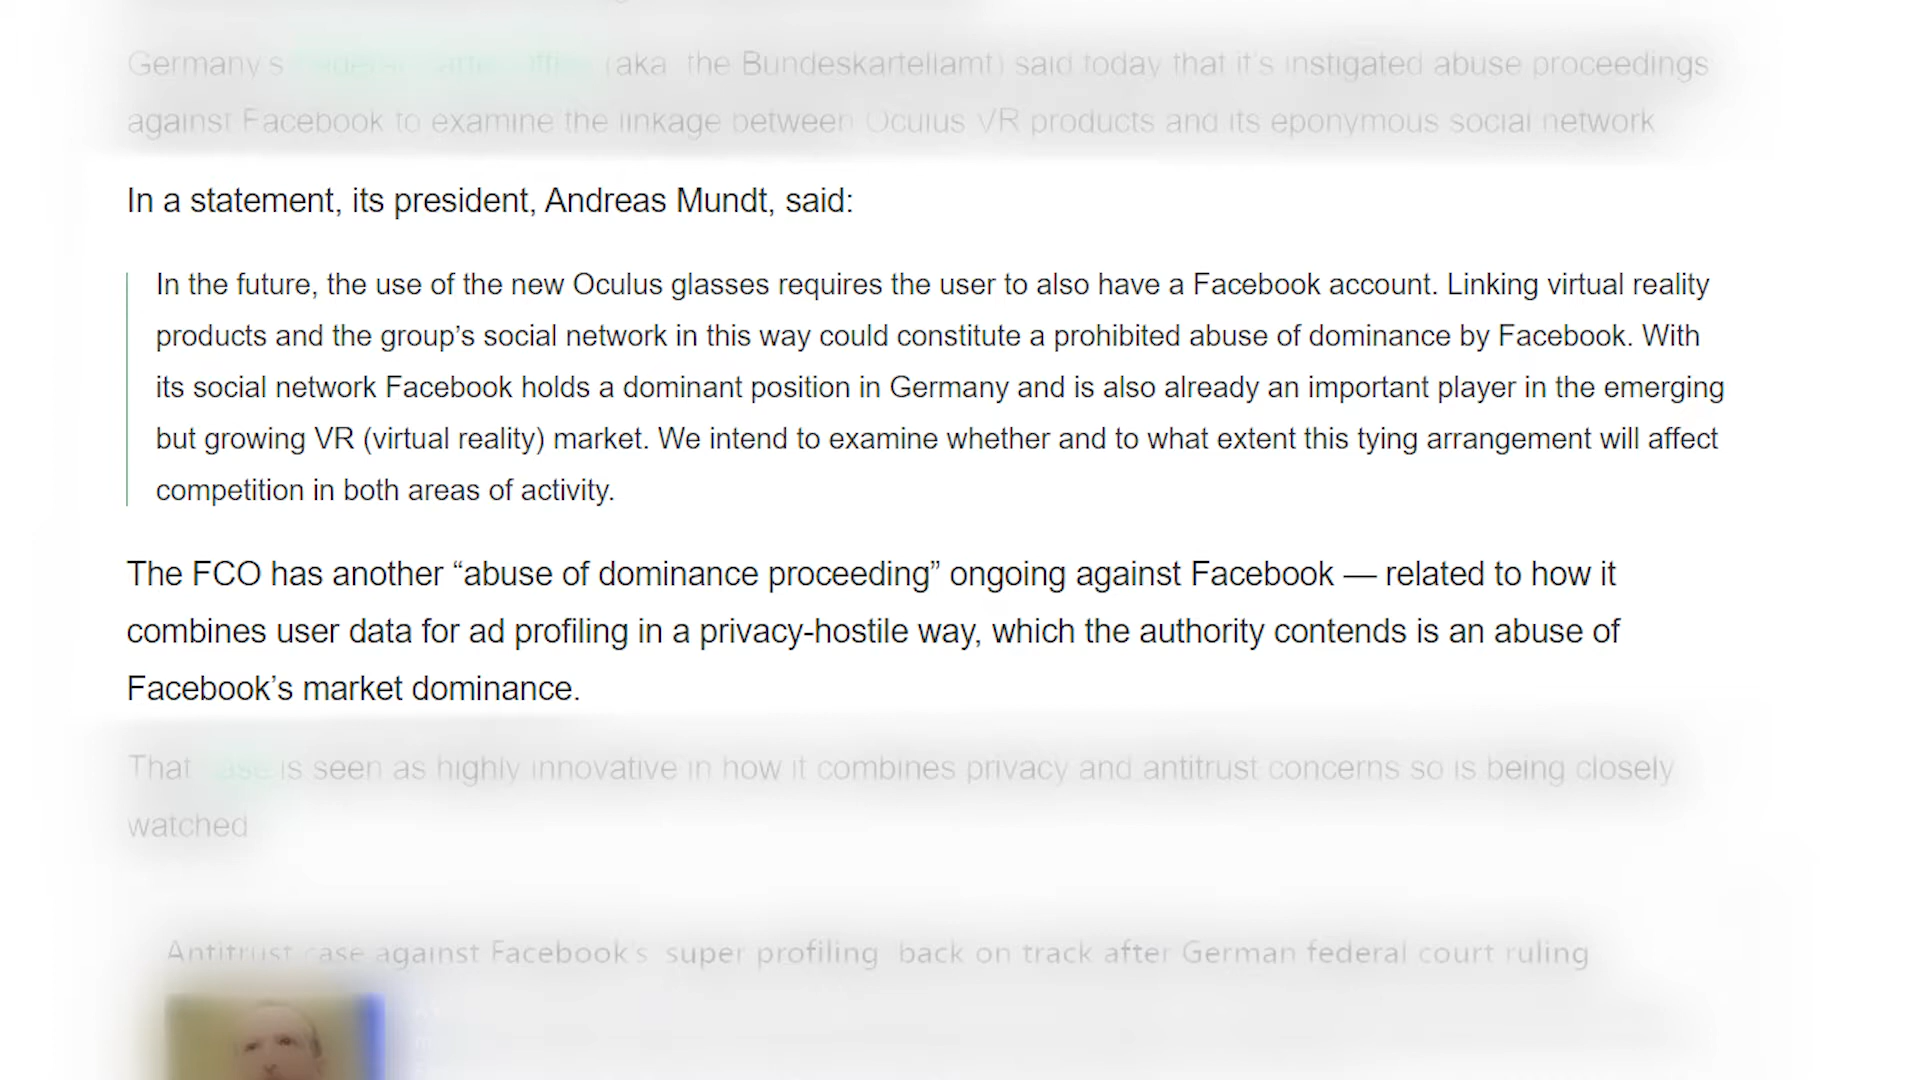 Germany's Federal Cartel Office (aka, the Bundeskartellamt) said today that it's instigated abuse proceedings
against Facebook to examine the linkage between Oculus VR products and its eponymous social network
In a statement, its president, Andreas Mundt, said:
In the future, the use of the new Oculus glasses requires the user to also have a Facebook account. Linking virtual reality
products and the group’s social network in this way could constitute a prohibited abuse of dominance by Facebook. With
its social network Facebook holds a dominant position in Germany and is also already an important player in the emerging
but growing VR (virtual reality) market. We intend to examine whether and to what extent this tying arrangement will affect
competition in both areas of activity.
The FCO has another “abuse of dominance proceeding” ongoing against Facebook — related to how it
combines user data for ad profiling in a privacy-hostile way, which the authority contends is an abuse of
Facebook’s market dominance.
That case is seen as highly innovative in how it combines privacy and antitrust concerns so is being closely
watched
Antitrust case against Facebook's 'super profiling' back on track after German federal court ruling